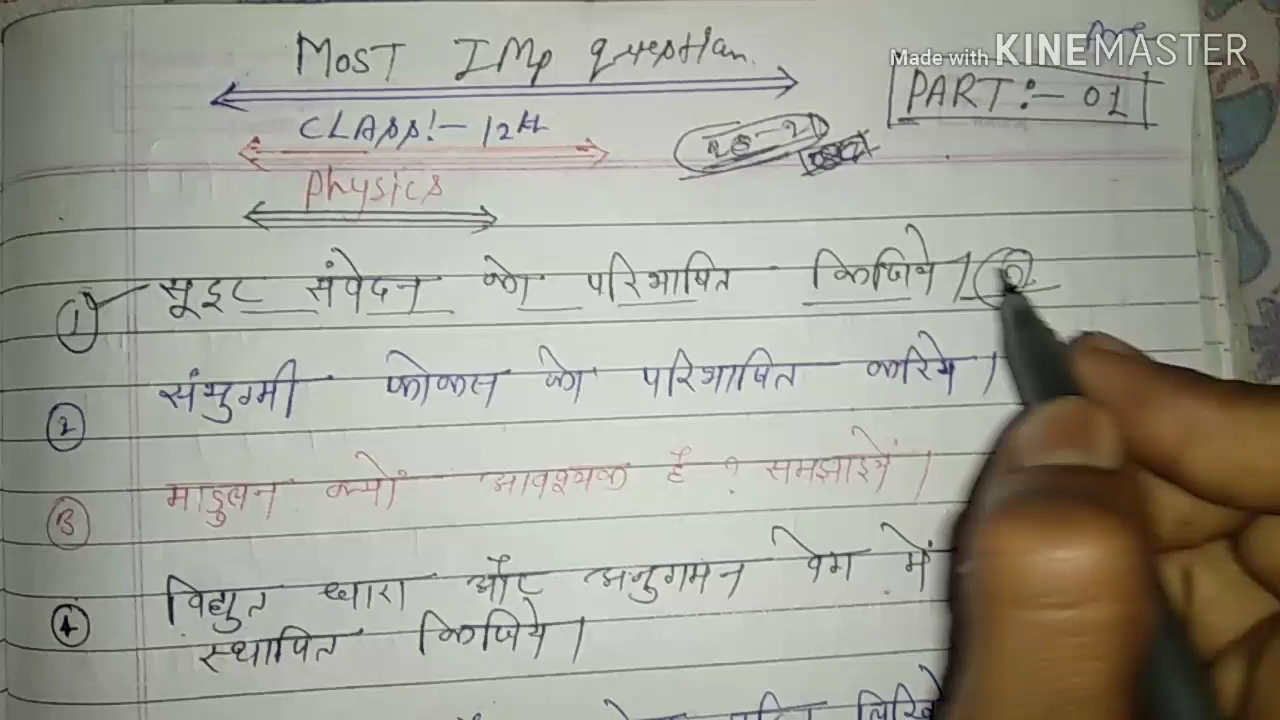 Made with KINEMASTER
MOST IMP question.
PART:- 01
CLASS:- 12th
Physics
① सूइट संवेदन को परिभाषित किजिये।
② संयुग्मी फोकस को परिभाषित करिये।
③ माडुलन क्यों आवश्यक है? समझाइये।
④ विद्युत धारा और अनुगमन वेग में
स्थापित किजिये।
लिखिये